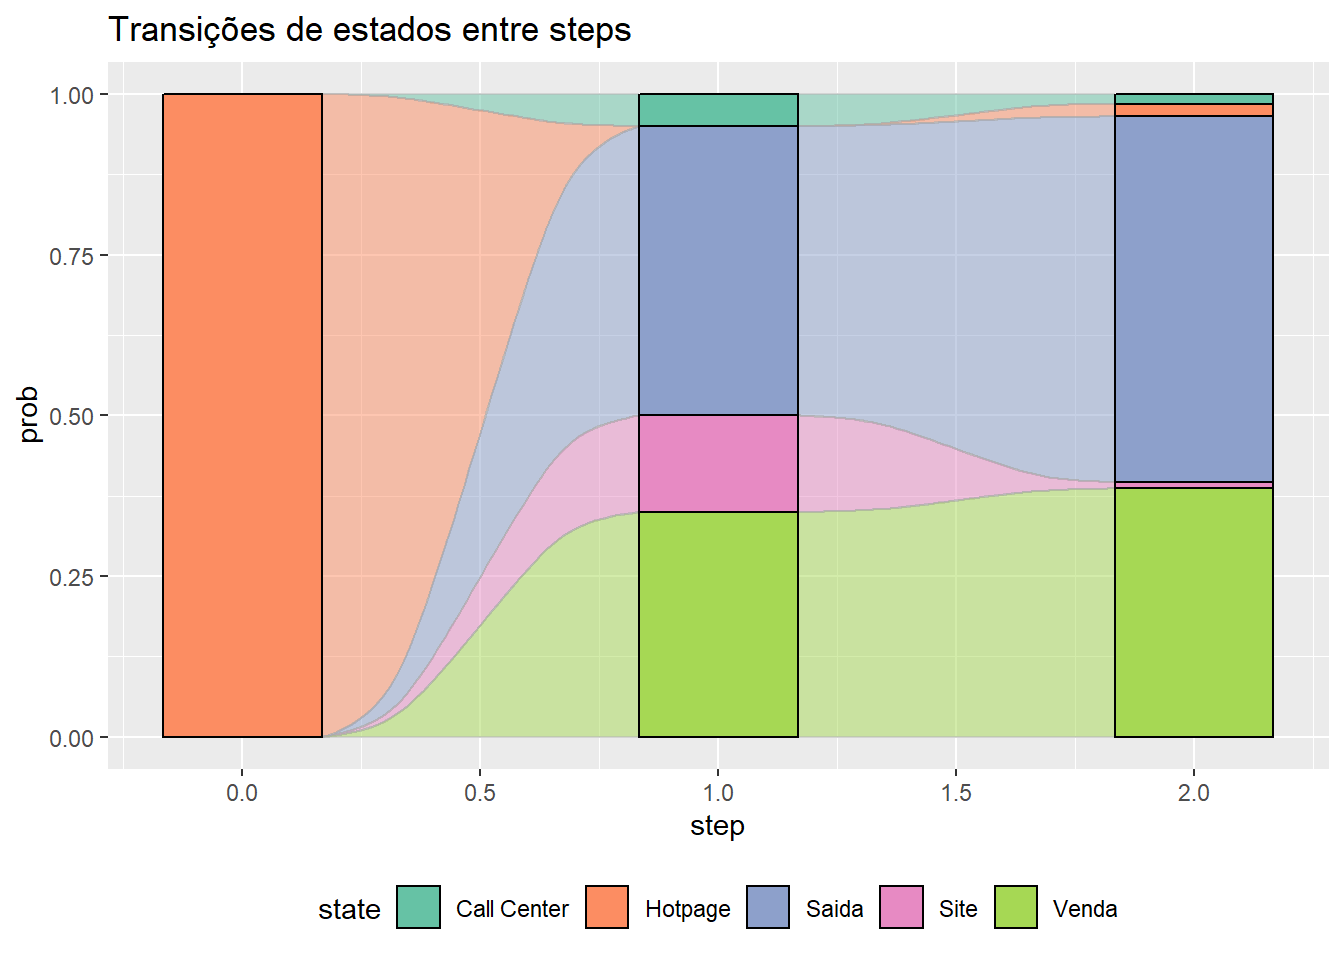 Transições de estados entre steps
prob
1.00
0.75
0.50
0.25
0.00
0.0 0.5 1.0 1.5 2.0
step
state Call Center Hotpage Saida Site Venda